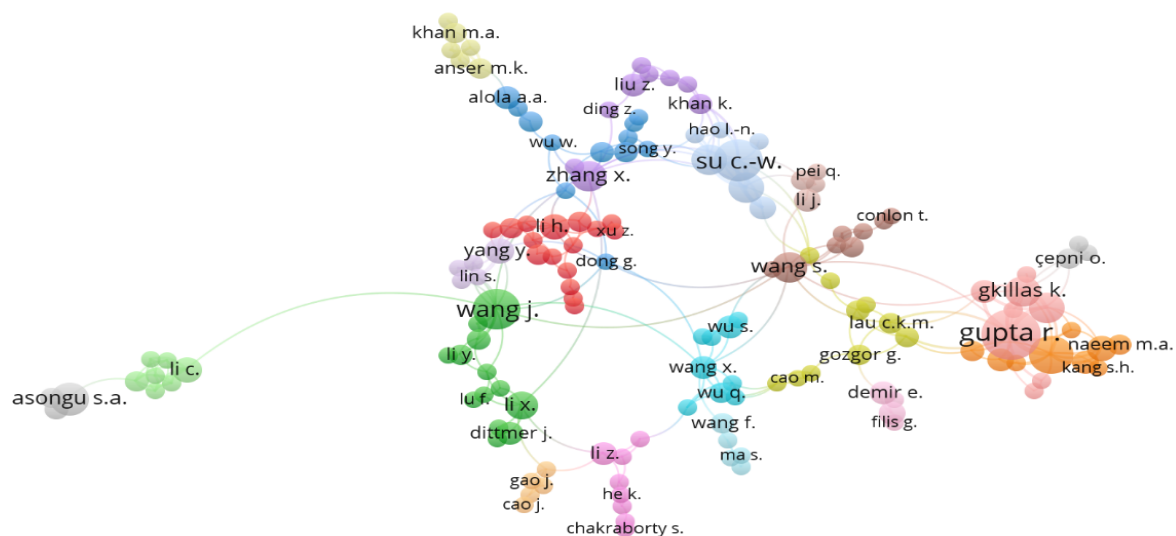 khan m.a.
anser m.k.
liu z.
alola a.a.
ding z.
khan k.
hao l.-n.
wu w.
song y.
su c.-w.
zhang x.
pei q.
li j.
li h.
xu z.
conlon t.
yang y.
dong g.
wang s.
çepni o.
lin s.
gkillas k.
wang j.
wu s.
lau c.k.m.
gupta r.
naeem m.a.
li y.
gozgor g.
kang s.h.
li c.
wang x.
cao m.
asongu s.a.
lu f.
li x.
wu q.
demir e.
dittmer j.
wang f.
filis g.
li z.
ma s.
gao j.
cao j.
he k.
chakraborty s.